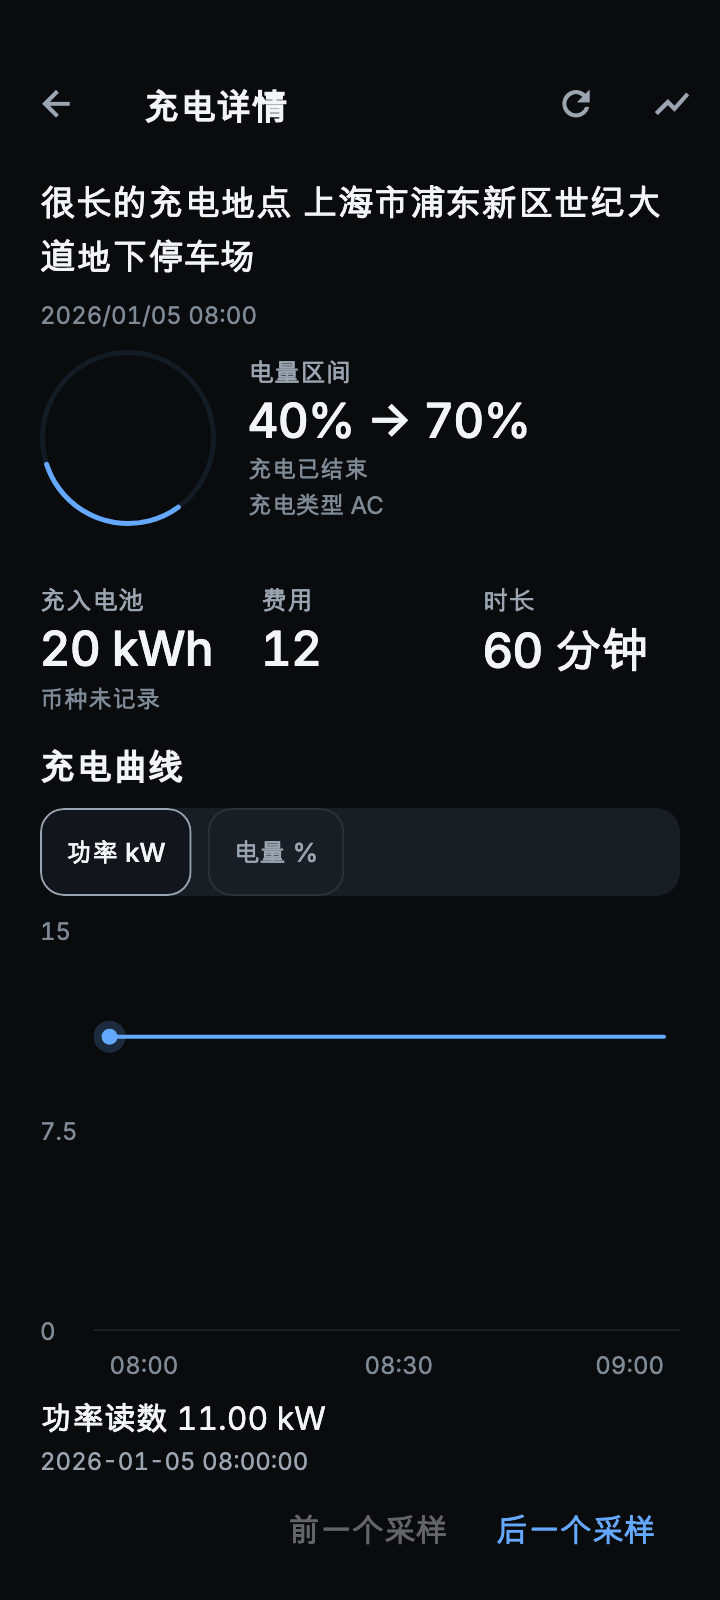 充电详情
很长的充电地点 上海市浦东新区世纪大
道地下停车场
2026/01/05 08:00
电量区间
40% → 70%
充电已结束
充电类型 AC
充入电池 费用 时长
20 kWh 12 60 分钟
币种未记录
充电曲线
功率 kW 电量 %
15
7.5
0
08:00 08:30 09:00
功率读数 11.00 kW
2026-01-05 08:00:00
前一个采样 后一个采样